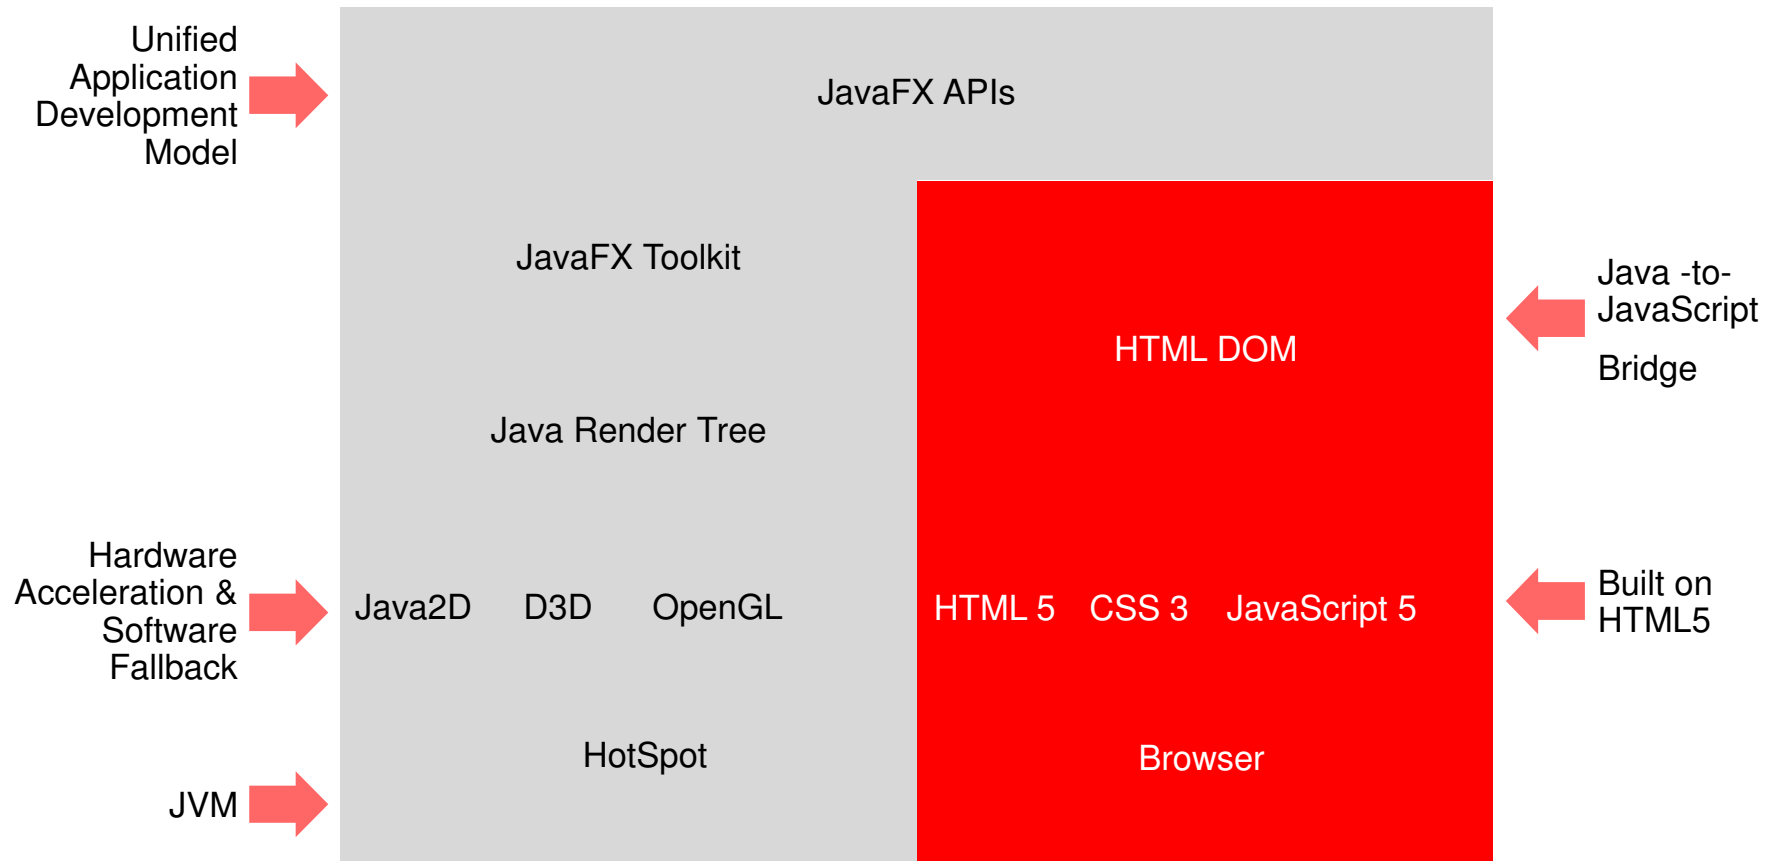 Unified
Application
Development
Model
JavaFX APIs
JavaFX Toolkit
Java -to-
JavaScript
Bridge
HTML DOM
Java Render Tree
Hardware
Acceleration &
Software
Fallback
Java2D D3D OpenGL
HTML 5 CSS 3 JavaScript 5
Built on
HTML5
HotSpot
Browser
JVM